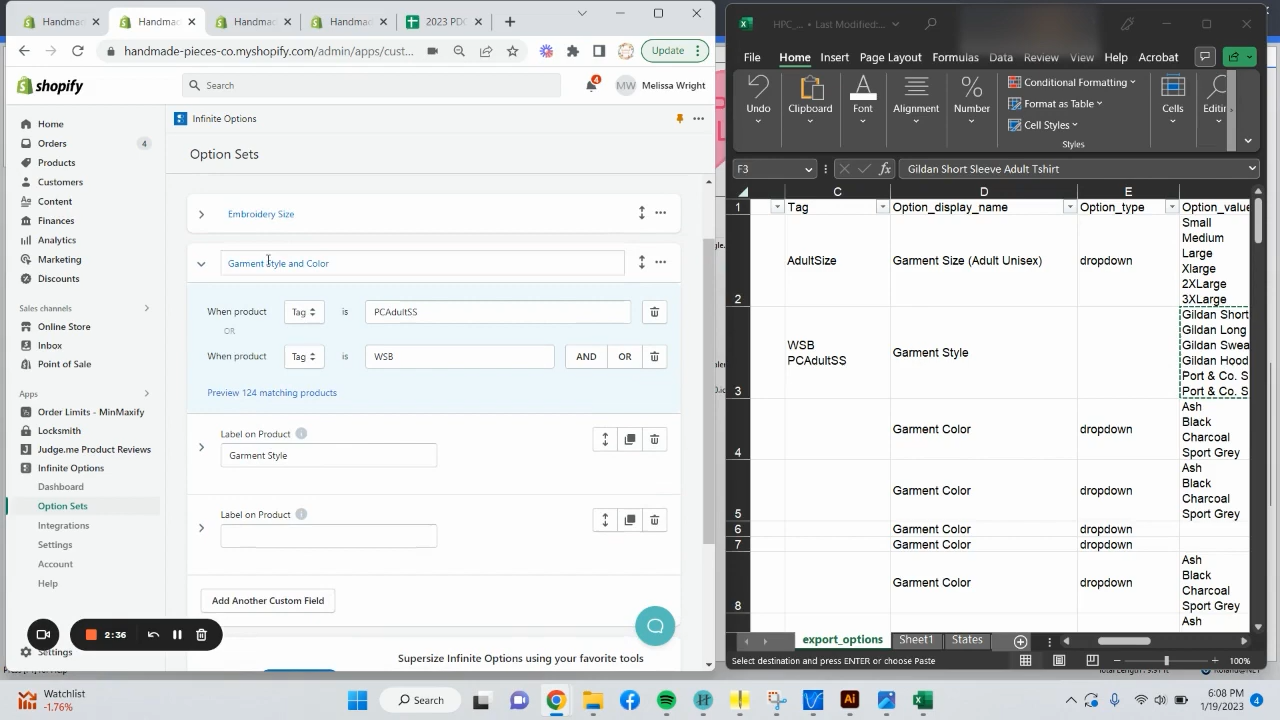 Handmad
Handmad
Handmad
Handmad
2023 PDC
handmade-pieces-co.myshopify.com/admin/apps/cust...
Update
shopify
Search
4
MW
Melissa Wright
Home
Orders
4
Products
Customers
Content
Finances
Analytics
Marketing
Discounts
Sales channels
Online Store
Inbox
Point of Sale
Apps
Order Limits - MinMaxify
Locksmith
Judge.me Product Reviews
Infinite Options
Dashboard
Option Sets
Integrations
Settings
Account
Help
Settings
2:36
Infinite Options
Option Sets
Embroidery Size
Garment Style and Color
When product
Tag
is
PCAdultSS
OR
When product
Tag
is
WSB
AND
OR
Preview 124 matching products
Label on Product
Garment Style
Label on Product
Add Another Custom Field
Supersize Infinite Options using your favorite tools
HPC_... • Last Modified:...
File
Home
Insert
Page Layout
Formulas
Data
Review
View
Help
Acrobat
Undo
Clipboard
Font
Alignment
Number
Conditional Formatting
Format as Table
Cell Styles
Styles
Cells
Editin
F3
fx
Gildan Short Sleeve Adult Tshirt
C
D
E
1
Tag
Option_display_name
Option_type
Option_value
2
AdultSize
Garment Size (Adult Unisex)
dropdown
Small
Medium
Large
Xlarge
2XLarge
3XLarge
3
WSB
PCAdultSS
Garment Style
Gildan Short
Gildan Long
Gildan Swea
Gildan Hood
Port & Co. S
Port & Co. S
4
Garment Color
dropdown
Ash
Black
Charcoal
Sport Grey
5
Garment Color
dropdown
Ash
Black
Charcoal
Sport Grey
6
Garment Color
dropdown
7
Garment Color
dropdown
8
Garment Color
dropdown
Ash
Black
Charcoal
Sport Grey
Ash
export_options
Sheet1
States
Select destination and press ENTER or choose Paste
100%
Watchlist
-1.76%
Search
6:08 PM
1/19/2023
4